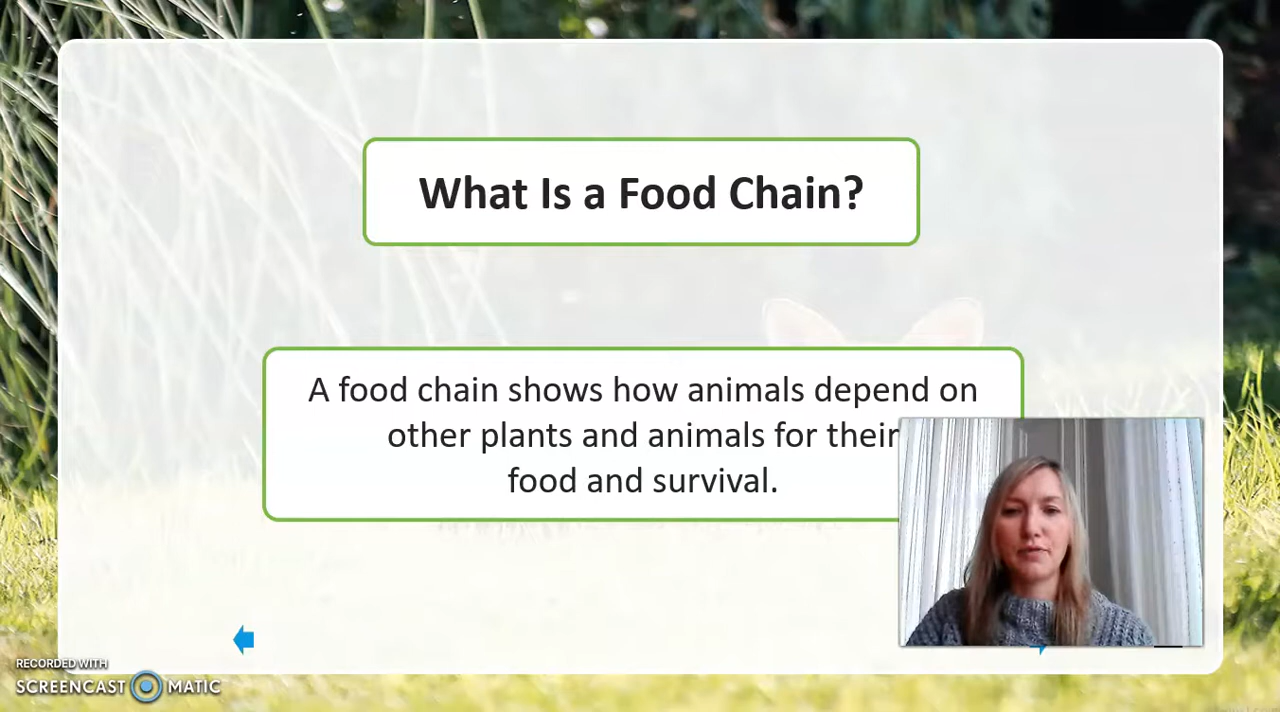 What Is a Food Chain?
A food chain shows how animals depend on
other plants and animals for their
food and survival.
RECORDED WITH
SCREENCAST MATIC